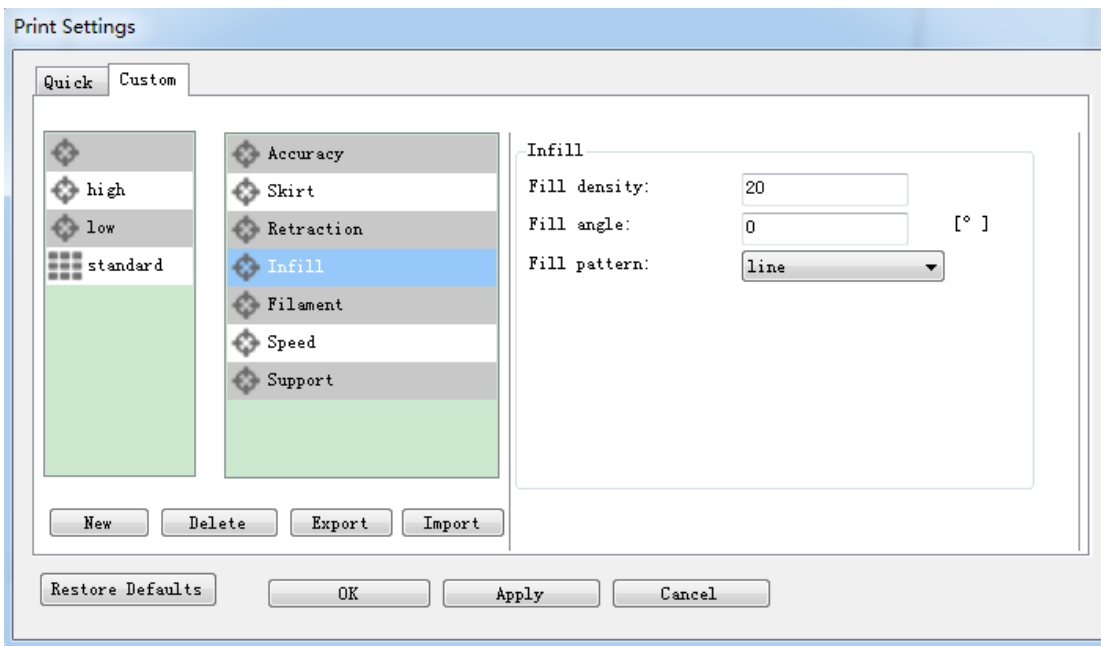 Print Settings
Quick Custom
high
low
standard
Accuracy
Skirt
Retraction
Infill
Filament
Speed
Support
Infill
Fill density: 20
Fill angle: 0 [° ]
Fill pattern: line
New Delete Export Import
Restore Defaults OK Apply Cancel